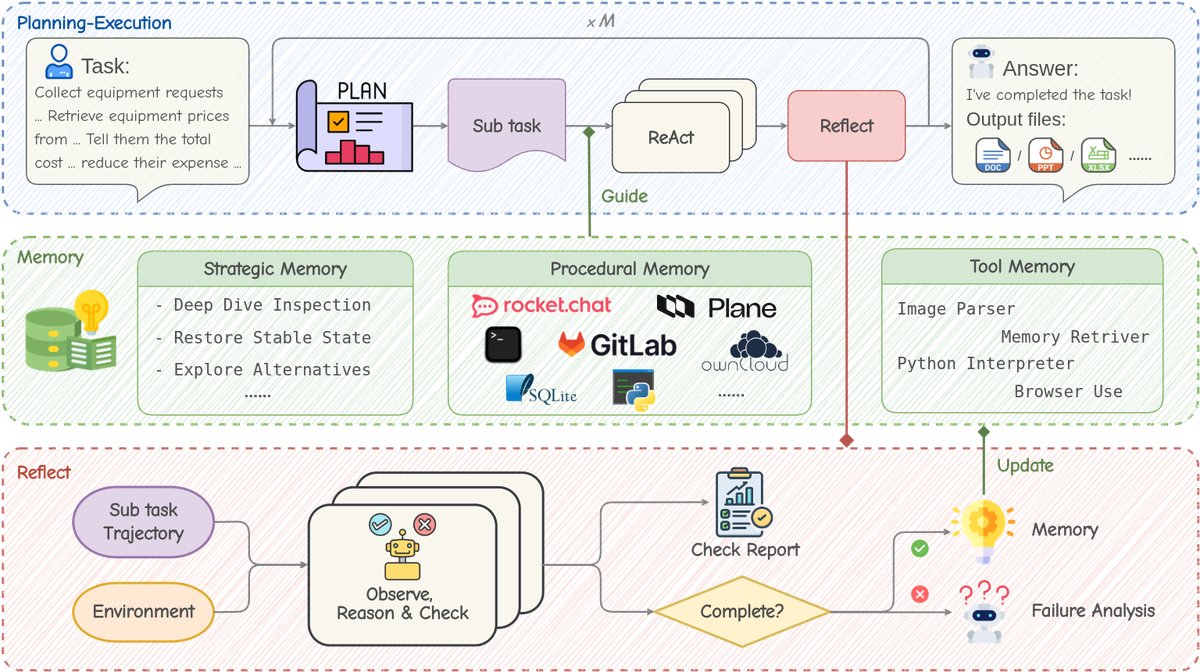 Planning-Execution
× M
Task:
Collect equipment requests
… Retrieve equipment prices
from … Tell them the total
cost … reduce their expense …
PLAN
Sub task
ReAct
Reflect
Answer:
I've completed the task!
Output files:
DOC / PPT / XLSX ......
Guide
Memory
Strategic Memory
- Deep Dive Inspection
- Restore Stable State
- Explore Alternatives
......
Procedural Memory
rocket.chat
Plane
>_
GitLab
ownCloud
SQLite
......
Tool Memory
Image Parser
Memory Retriver
Python Interpreter
Browser Use
Reflect
Sub task
Trajectory
Environment
Observe,
Reason & Check
Check Report
Complete?
Update
Memory
? ? ?
Failure Analysis